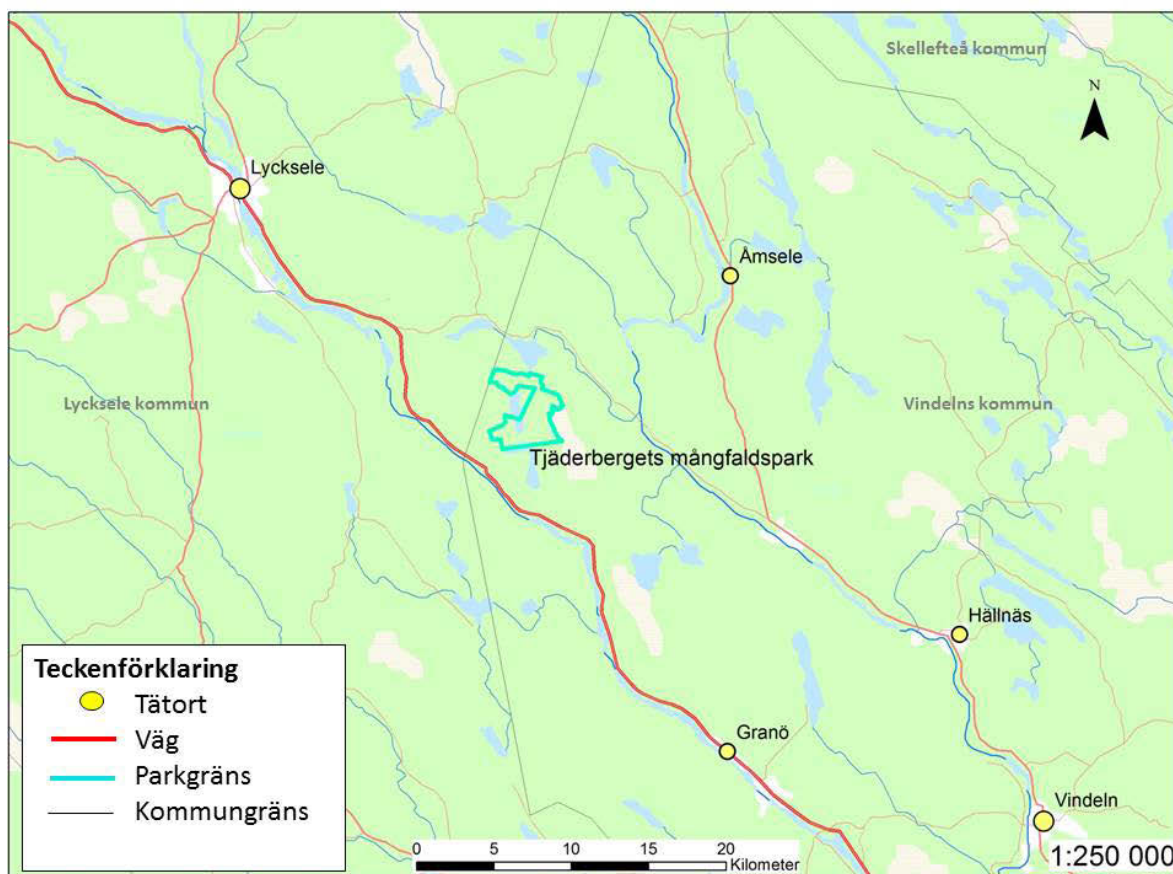 Skellefteå kommun
N
Lycksele
Åmsele
Lycksele kommun
Vindelns kommun
Tjäderbergets mångfaldspark
Hällnäs
Teckenförklaring
Tätort
Väg
Parkgräns
Kommungräns
Granö
Vindeln
0 5 10 15 20
Kilometer
1:250 000